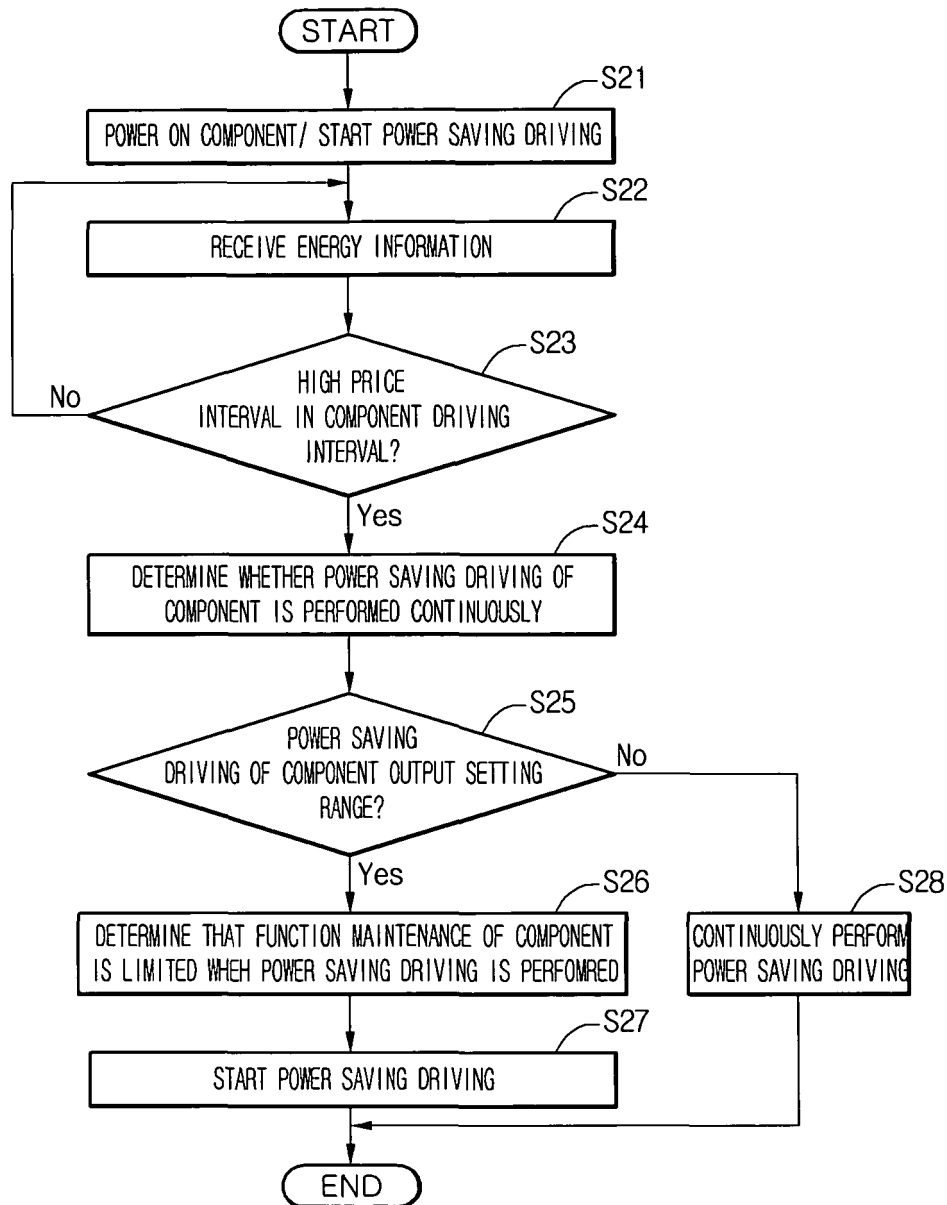 START
S21
POWER ON COMPONENT/ START POWER SAVING DRIVING
S22
RECEIVE ENERGY INFORMATION
S23
HIGH PRICE
INTERVAL IN COMPONENT DRIVING
INTERVAL?
No
Yes
S24
DETERMINE WHETHER POWER SAVING DRIVING OF
COMPONENT IS PERFORMED CONTINUOUSLY
S25
POWER SAVING
DRIVING OF COMPONENT OUTPUT SETTING
RANGE?
No
Yes
S26
DETERMINE THAT FUNCTION MAINTENANCE OF COMPONENT
IS LIMITED WHEH POWER SAVING DRIVING IS PERFOMRED
S28
CONTINUOUSLY PERFORM
POWER SAVING DRIVING
S27
START POWER SAVING DRIVING
END